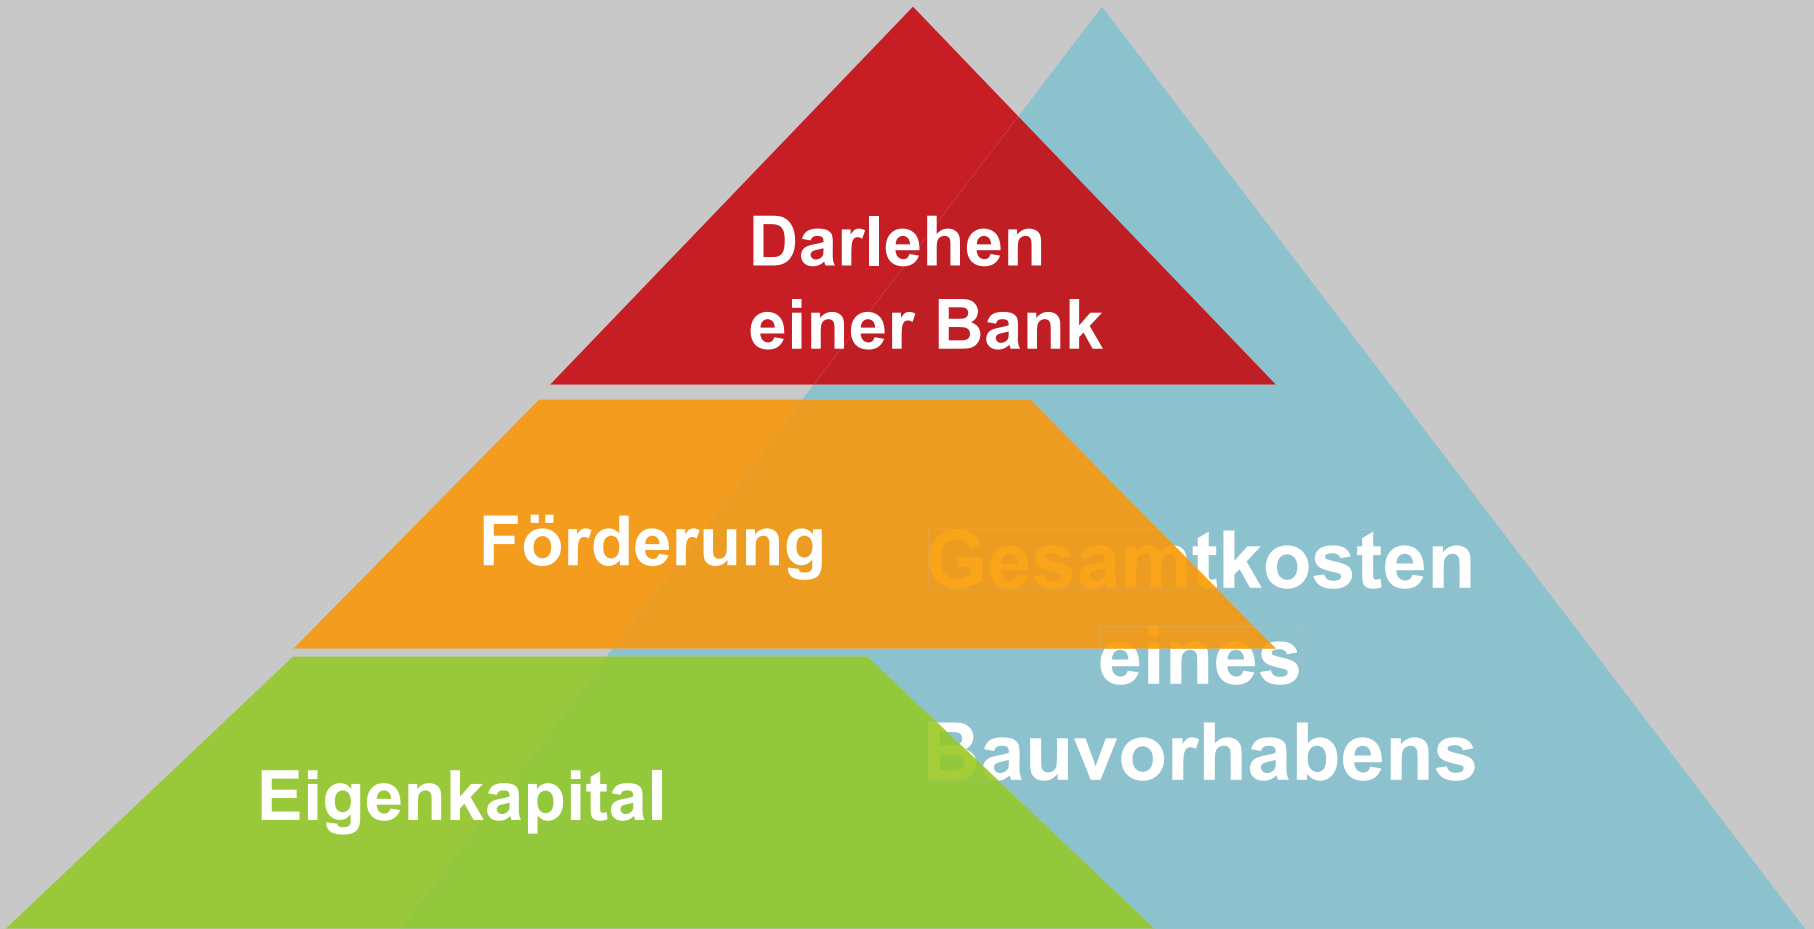 Darlehen
einer Bank
Förderung
Gesamtkosten
eines
Bauvorhabens
Eigenkapital